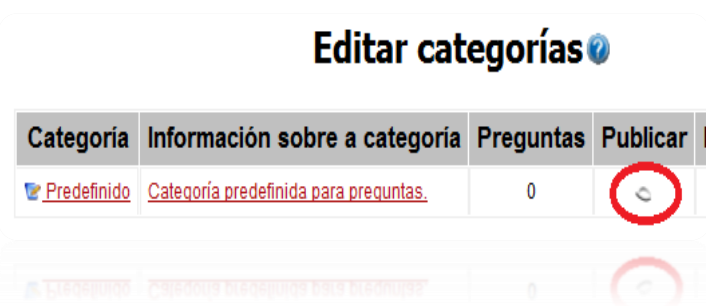 Editar categorías
Categoría Información sobre a categoría Preguntas Publicar
Predefinido Categoría predefinida para preguntas. 0